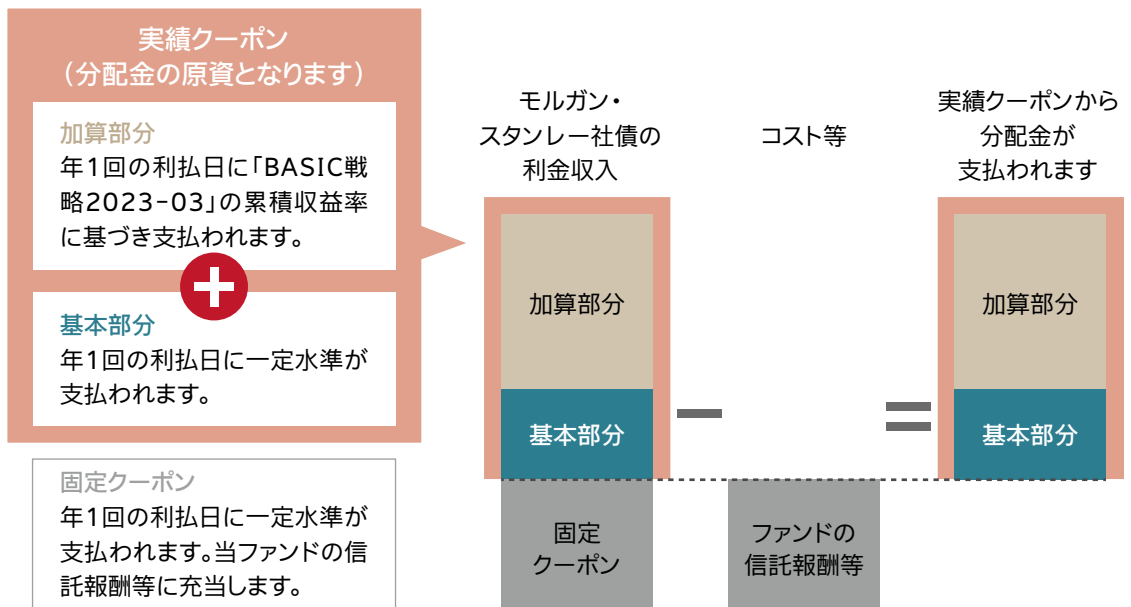 実績クーポン
（分配金の原資となります）
加算部分
年1回の利払日に「BASIC戦
略2023-03」の累積収益率
に基づき支払われます。
基本部分
年1回の利払日に一定水準が
支払われます。
固定クーポン
年1回の利払日に一定水準が
支払われます。当ファンドの信
託報酬等に充当します。
モルガン・
スタンレー社債の
利金収入
加算部分
基本部分
固定
クーポン
コスト等
ファンドの
信託報酬等
実績クーポンから
分配金が
支払われます
加算部分
基本部分